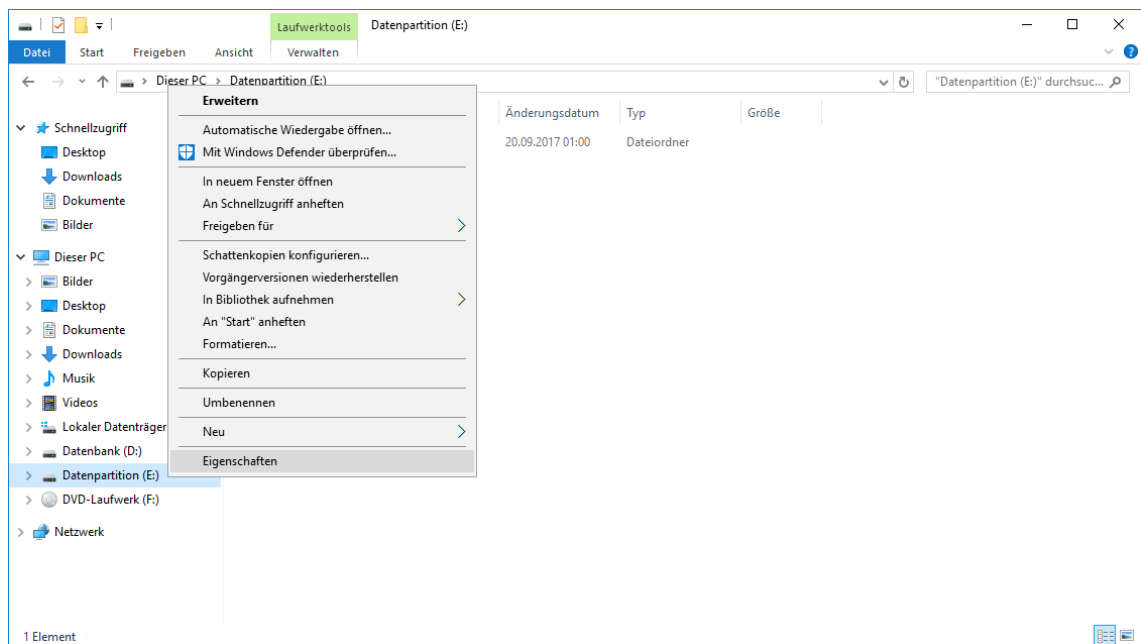 Laufwerktools
Datenpartition (E:)
Datei
Start
Freigeben
Ansicht
Verwalten
Dieser PC
Datenpartition (E:)
"Datenpartition (E:)" durchsuc...
Änderungsdatum
Typ
Größe
20.09.2017 01:00
Dateiordner
Schnellzugriff
Desktop
Downloads
Dokumente
Bilder
Dieser PC
Bilder
Desktop
Dokumente
Downloads
Musik
Videos
Lokaler Datenträger
Datenbank (D:)
Datenpartition (E:)
DVD-Laufwerk (F:)
Netzwerk
Erweitern
Automatische Wiedergabe öffnen...
Mit Windows Defender überprüfen...
In neuem Fenster öffnen
An Schnellzugriff anheften
Freigeben für
Schattenkopien konfigurieren...
Vorgängerversionen wiederherstellen
In Bibliothek aufnehmen
An "Start" anheften
Formatieren...
Kopieren
Umbenennen
Neu
Eigenschaften
1 Element